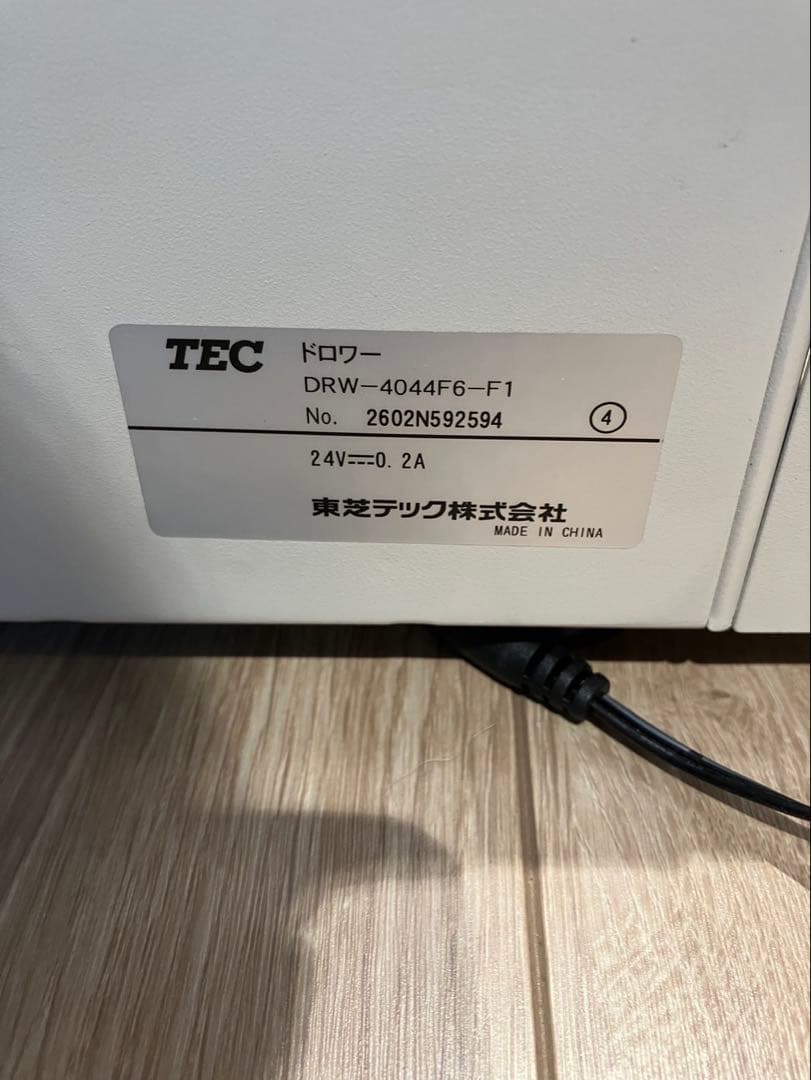 TEC ドロワー
DRW-4044F6-F1
No. 2602N592594 ④
24V⎓0.2A
東芝テック株式会社
MADE IN CHINA